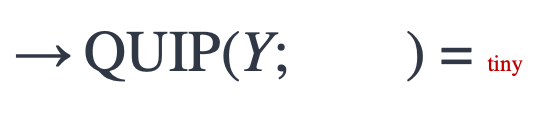 → QUIP(Y; ) = tiny